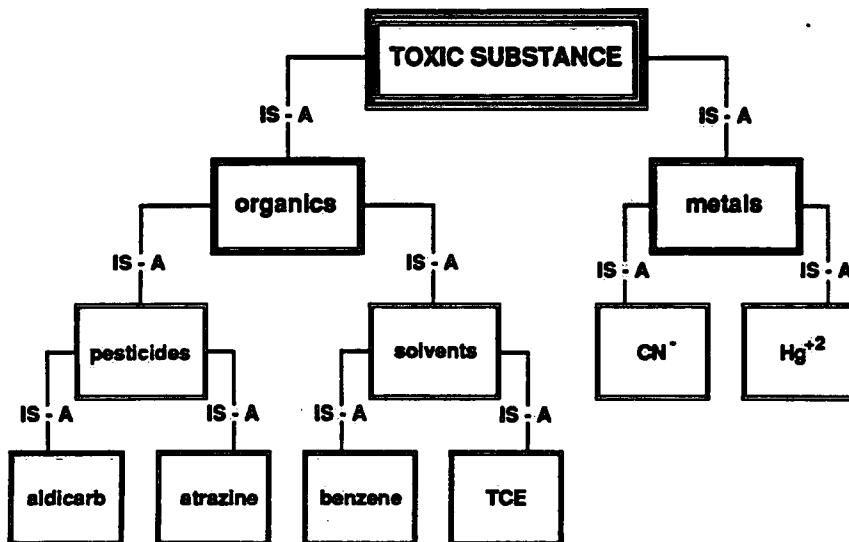 TOXIC SUBSTANCE
IS - A
IS - A
organics
metals
IS - A
IS - A
IS - A
IS - A
pesticides
solvents
CN⁻
Hg⁺²
IS - A
IS - A
IS - A
IS - A
aldicarb
atrazine
benzene
TCE